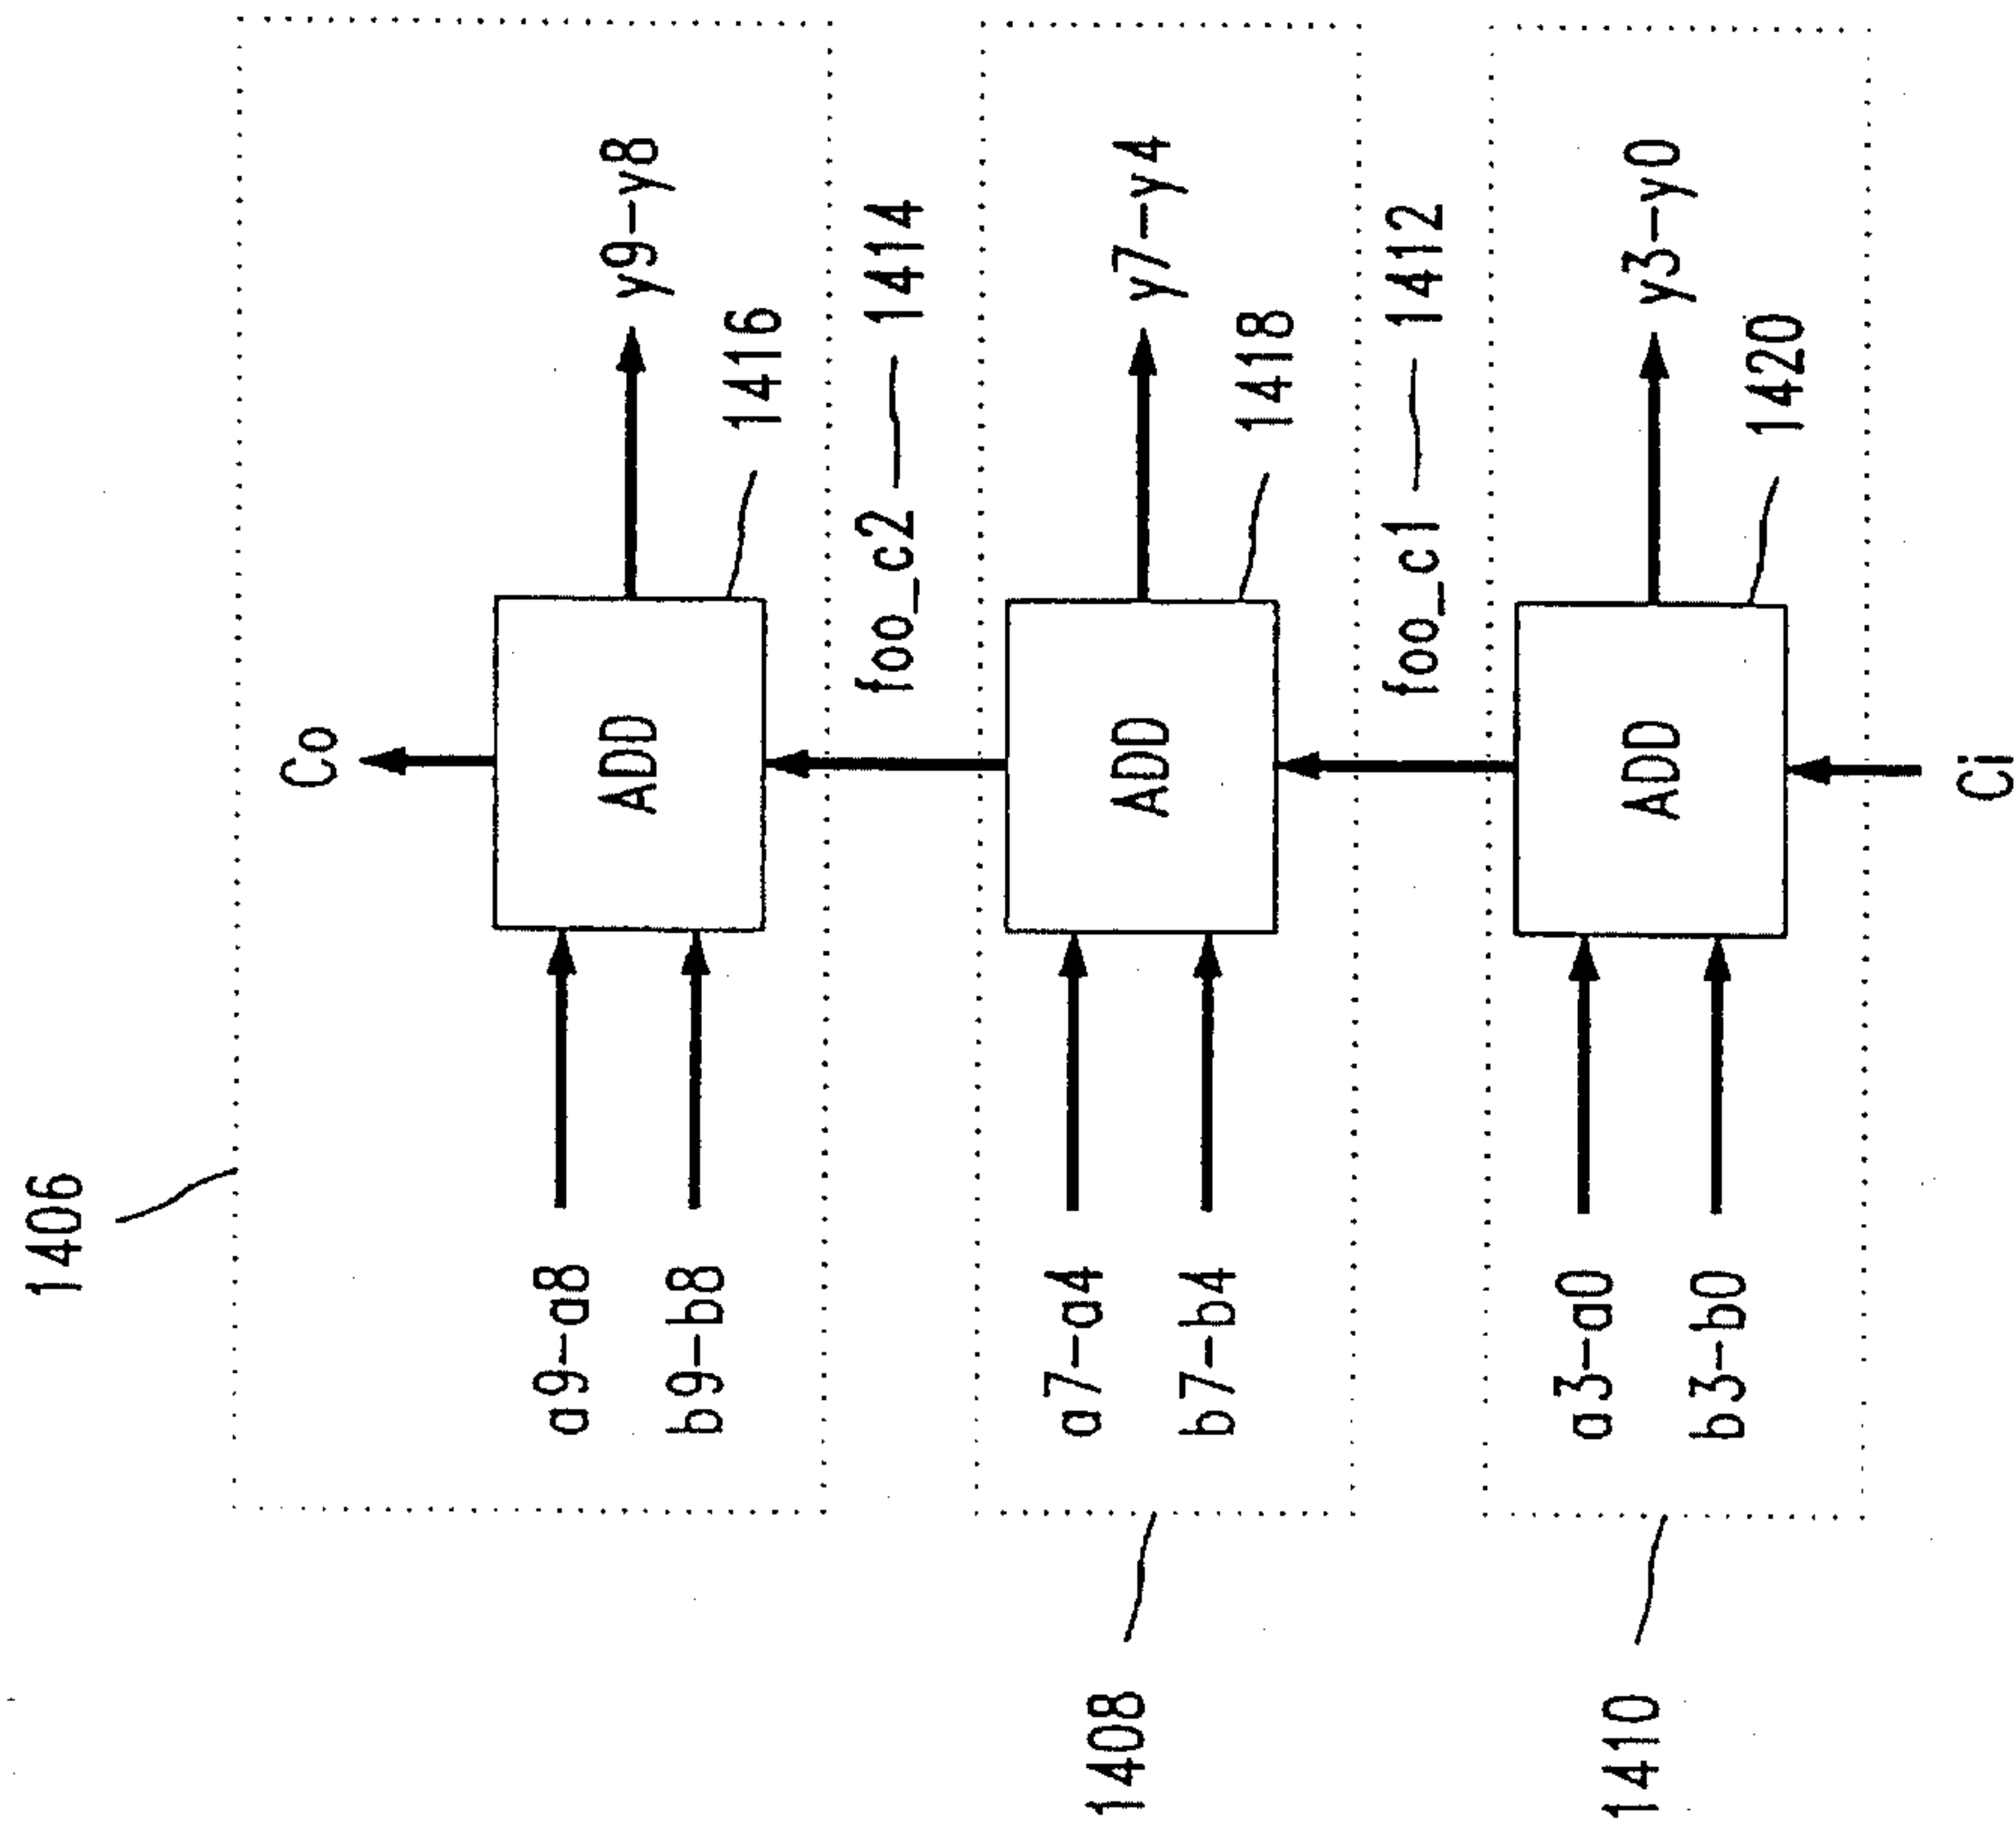 1406
Co
a9-a8
b9-b8
ADD
y9-y8
1416
foo_c2
1414
1408
a7-a4
b7-b4
ADD
y7-y4
1418
foo_c1
1412
1410
a3-a0
b3-b0
ADD
y3-y0
1420
Ci